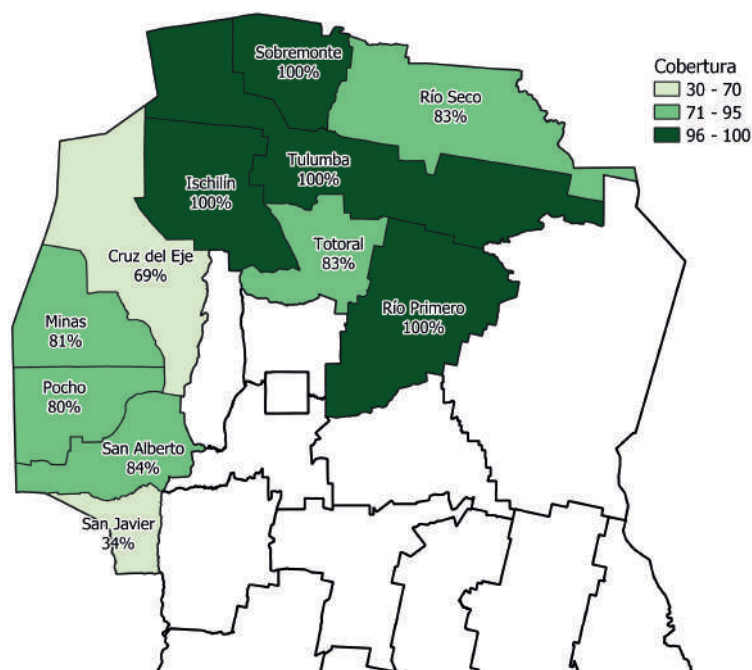 Sobremonte
100%
Río Seco
83%
Cobertura
30 - 70
71 - 95
96 - 100
Tulumba
100%
Ischilín
100%
Totoral
83%
Cruz del Eje
69%
Río Primero
100%
Minas
81%
Pocho
80%
San Alberto
84%
San Javier
34%